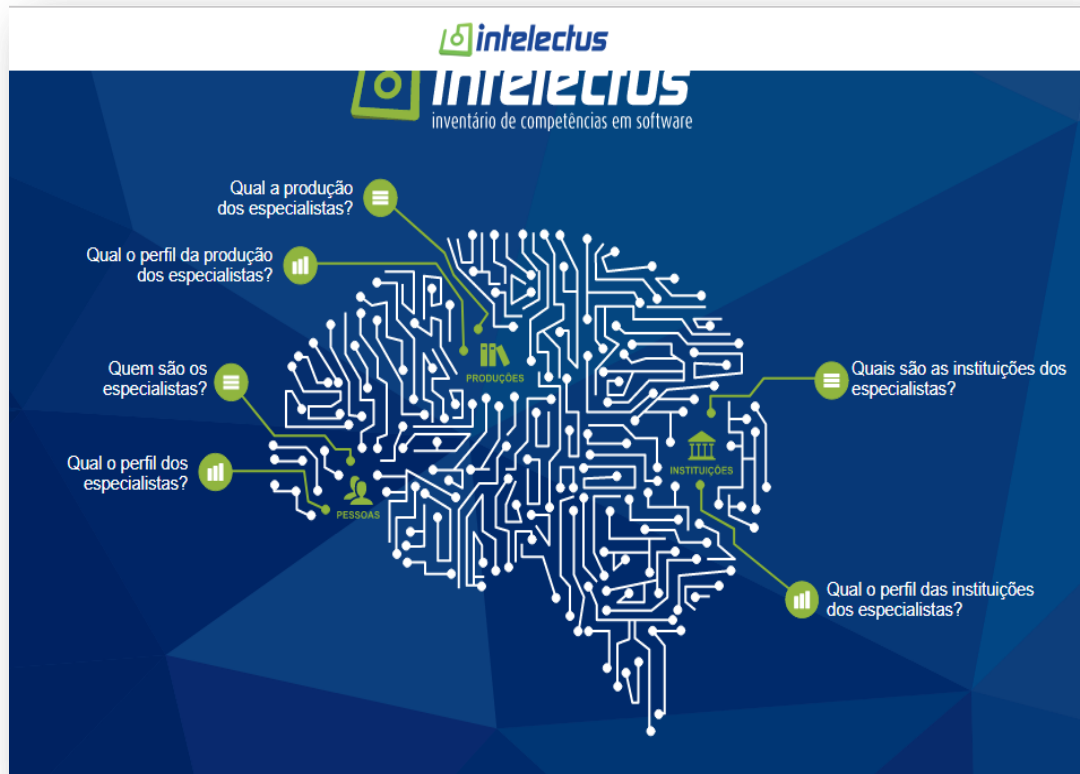 intelectus
intelectus
inventário de competências em software
Qual a produção
dos especialistas?
Qual o perfil da produção
dos especialistas?
PRODUÇÕES
Quem são os
especialistas?
Quais são as instituições dos
especialistas?
INSTITUIÇÕES
Qual o perfil dos
especialistas?
PESSOAS
Qual o perfil das instituições
dos especialistas?